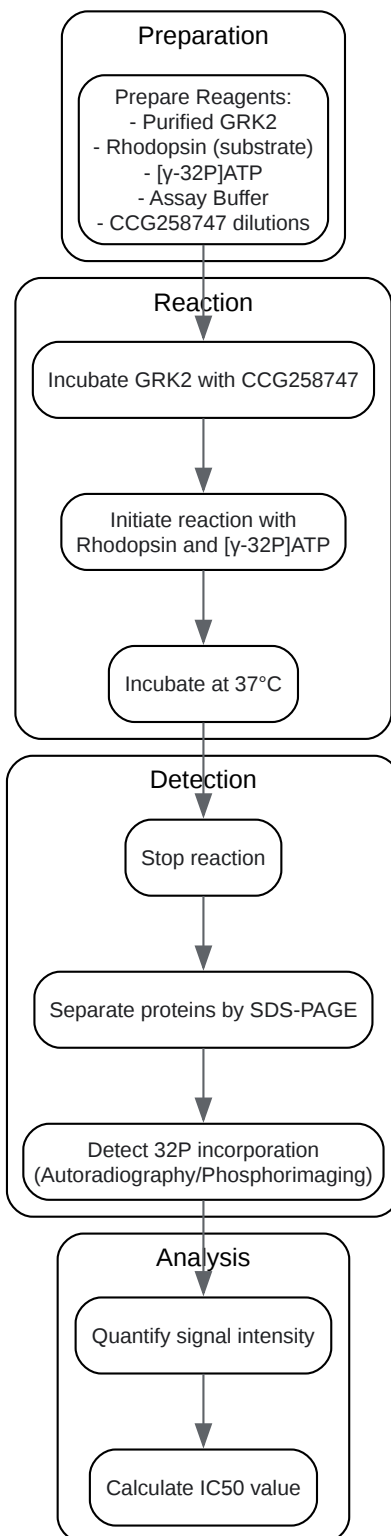 Preparation
Prepare Reagents:
- Purified GRK2
- Rhodopsin (substrate)
- [γ-32P]ATP
- Assay Buffer
- CCG258747 dilutions
Reaction
Incubate GRK2 with CCG258747
Initiate reaction with
Rhodopsin and [γ-32P]ATP
Incubate at 37°C
Detection
Stop reaction
Separate proteins by SDS-PAGE
Detect 32P incorporation
(Autoradiography/Phosphorimaging)
Analysis
Quantify signal intensity
Calculate IC50 value